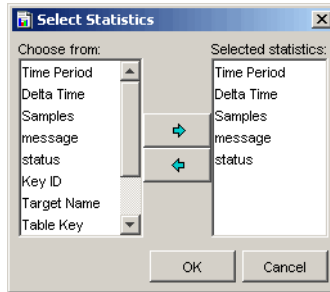 Select Statistics
Choose from:
Time Period
Delta Time
Samples
message
status
Key ID
Target Name
Table Key
Selected statistics:
Time Period
Delta Time
Samples
message
status
OK
Cancel